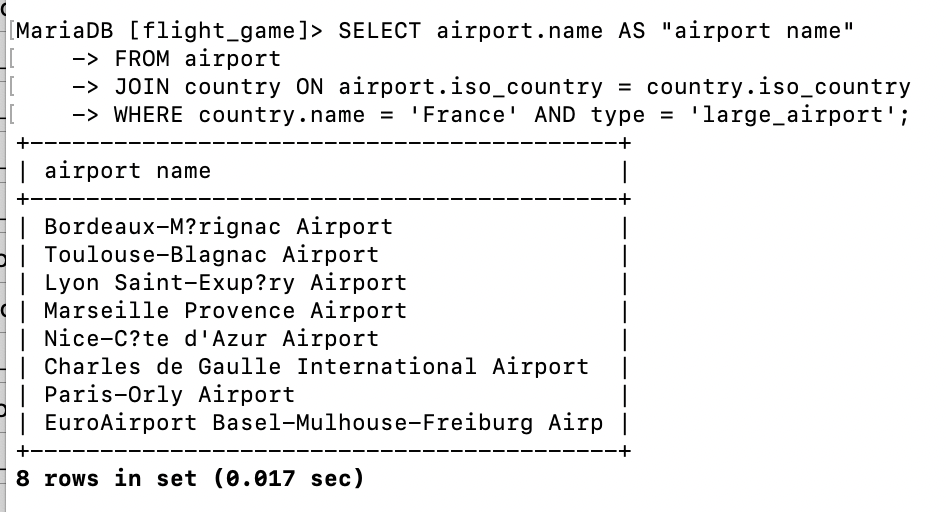 MariaDB [flight_game]> SELECT airport.name AS "airport name"
    -> FROM airport
    -> JOIN country ON airport.iso_country = country.iso_country
    -> WHERE country.name = 'France' AND type = 'large_airport';
+------------------------------------------+
| airport name                             |
+------------------------------------------+
| Bordeaux-M?rignac Airport                |
| Toulouse-Blagnac Airport                 |
| Lyon Saint-Exup?ry Airport               |
| Marseille Provence Airport               |
| Nice-C?te d'Azur Airport                 |
| Charles de Gaulle International Airport  |
| Paris-Orly Airport                       |
| EuroAirport Basel-Mulhouse-Freiburg Airp |
+------------------------------------------+
8 rows in set (0.017 sec)